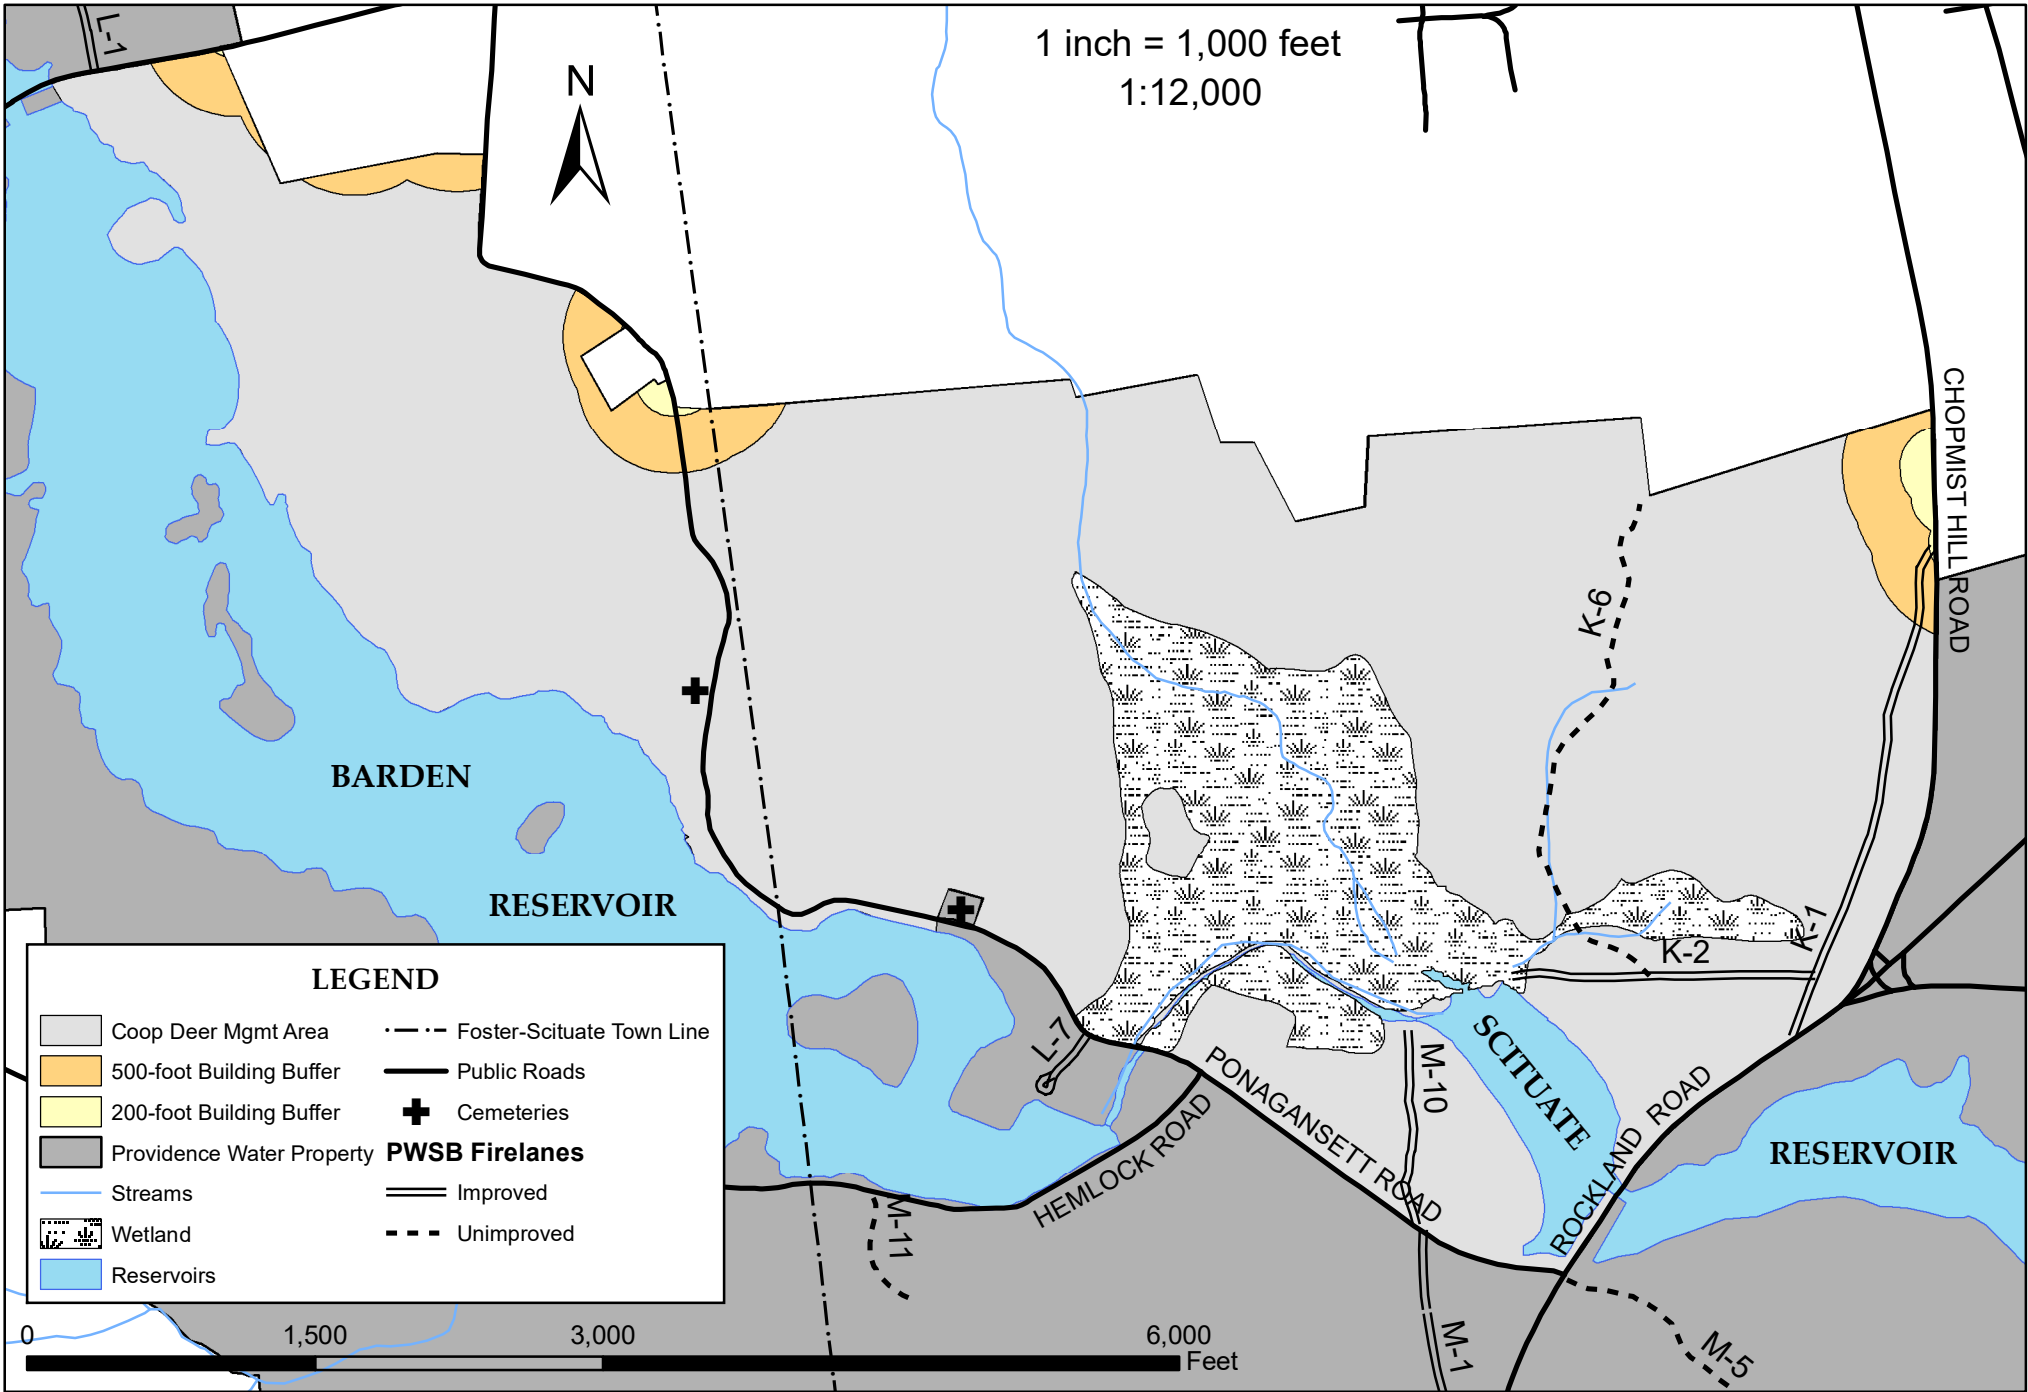 L-1
1 inch = 1,000 feet
1:12,000
N
CHOPMIST HILL ROAD
K-6
BARDEN
RESERVOIR
K-1
K-2
L-7
M-10
SCITUATE
PONAGANSETT ROAD
HEMLOCK ROAD
ROCKLAND ROAD
RESERVOIR
M-11
M-1
M-5
LEGEND
Coop Deer Mgmt Area
500-foot Building Buffer
200-foot Building Buffer
Providence Water Property
Streams
Wetland
Reservoirs
Foster-Scituate Town Line
Public Roads
Cemeteries
PWSB Firelanes
Improved
Unimproved
0 1,500 3,000 6,000
Feet